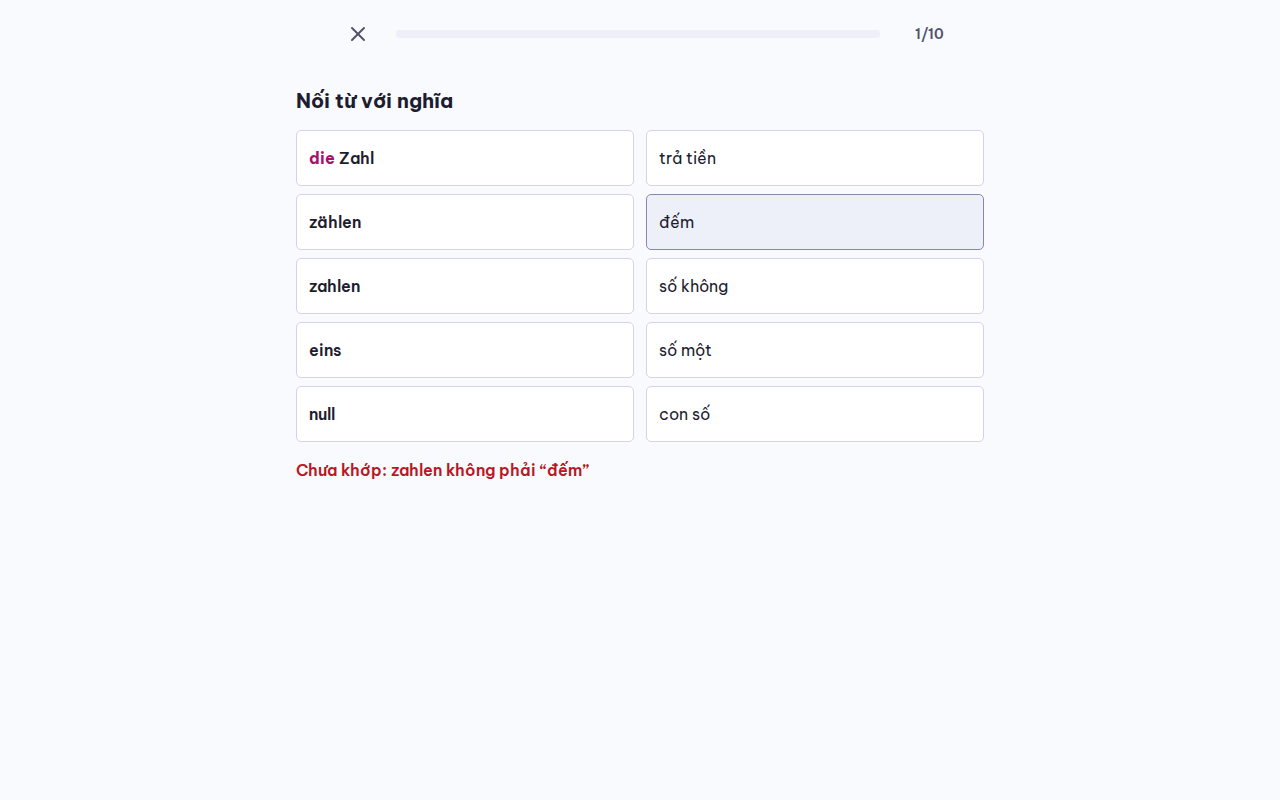 1/10
Nối từ với nghĩa
die Zahl
trả tiền
zählen
đếm
zahlen
số không
eins
số một
null
con số
Chưa khớp: zahlen không phải “đếm”